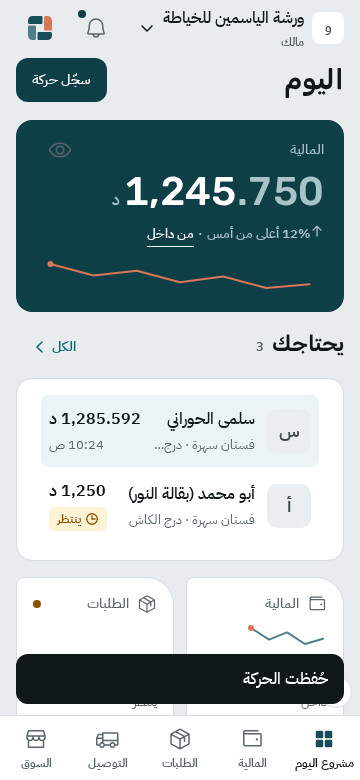 و
ورشة الياسمين للخياطة
مالك
اليوم
سجّل حركة
المالية
1,245.750 د
↑12% أعلى من أمس · من داخل
يحتاجك 3
الكل
س
سلمى الحوراني
1,285.592 د
فستان سهرة · درج...
10:24 ص
أ
أبو محمد (بقالة النور)
1,250 د
فستان سهرة · درج الكاش
ينتظر
المالية
الطلبات
حُفظت الحركة
مشروع اليوم
المالية
الطلبات
التوصيل
السوق